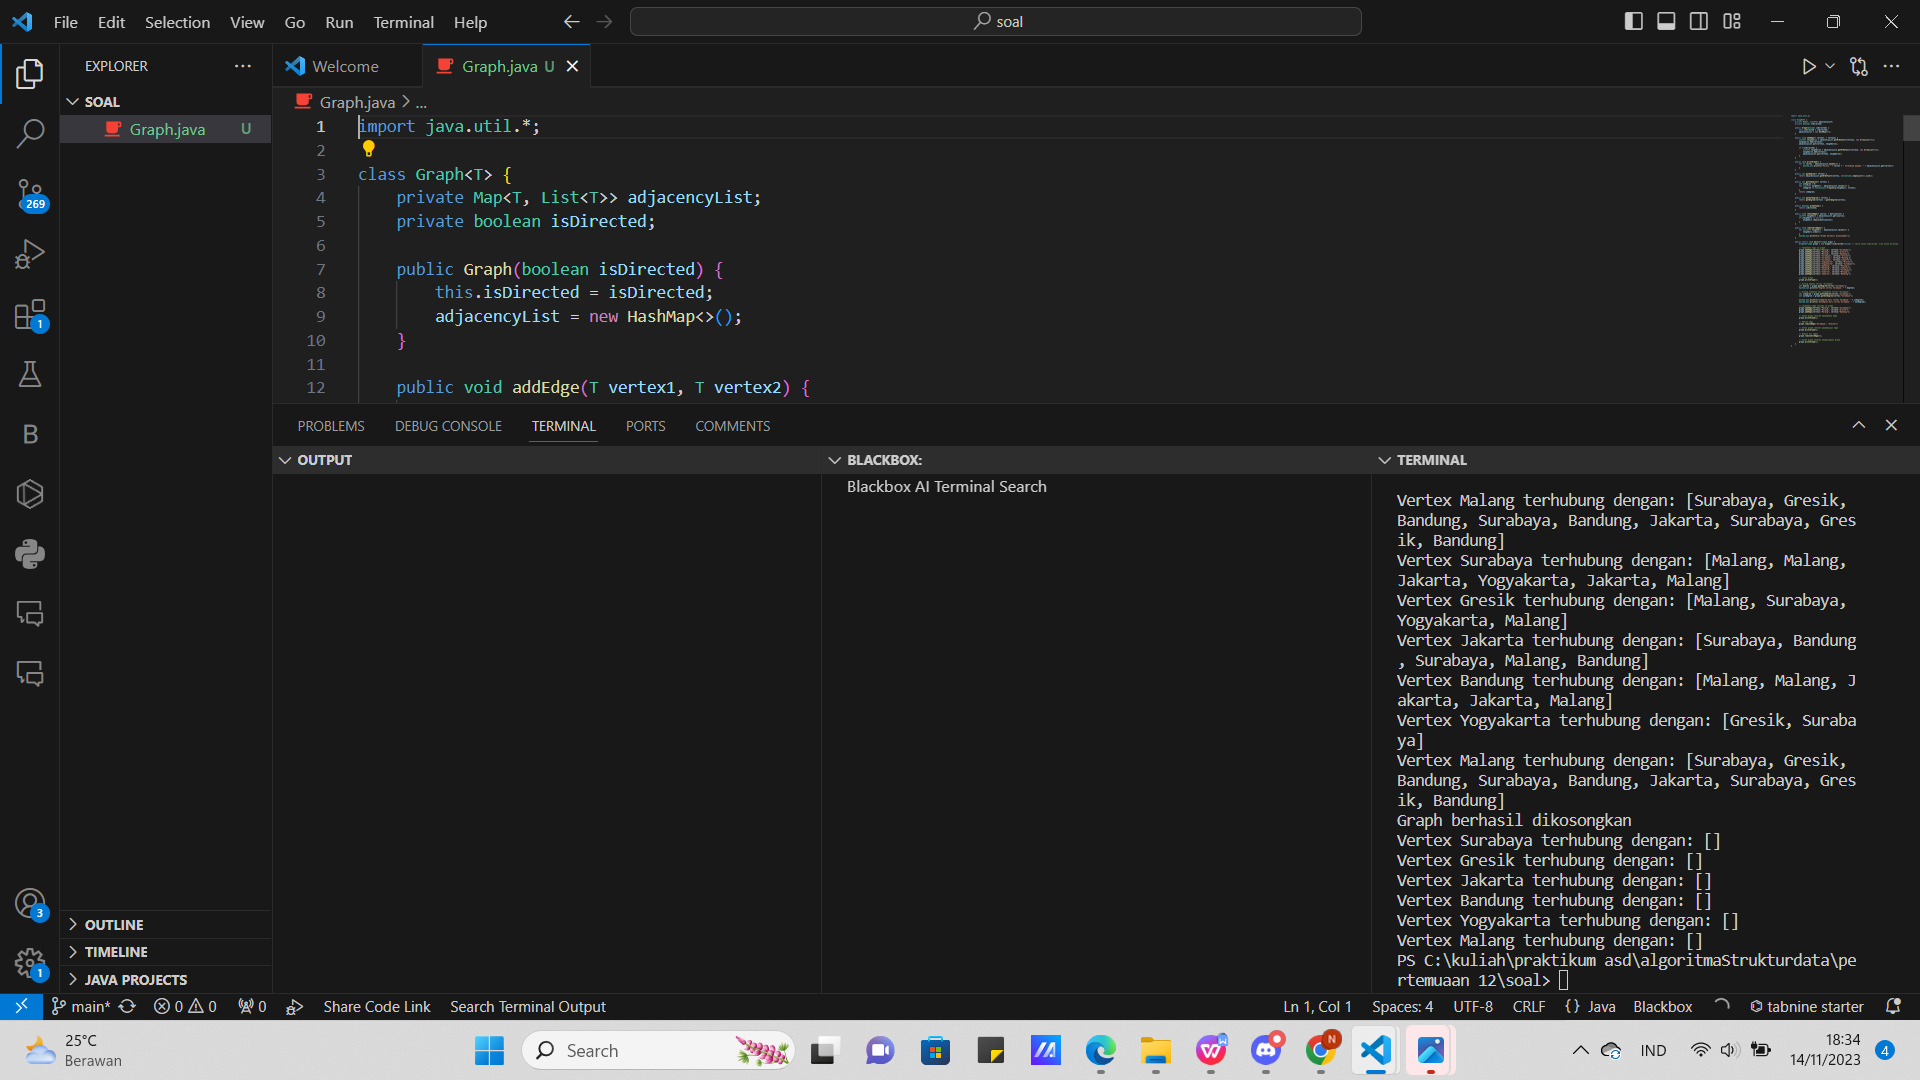 File Edit Selection View Go Run Terminal Help
soal
EXPLORER
SOAL
Graph.java U
Welcome
Graph.java U
Graph.java > ...
1 import java.util.*;
2
3 class Graph<T> {
4 private Map<T, List<T>> adjacencyList;
5 private boolean isDirected;
6
7 public Graph(boolean isDirected) {
8 this.isDirected = isDirected;
9 adjacencyList = new HashMap<>();
10 }
11
12 public void addEdge(T vertex1, T vertex2) {
269
1
B
3
1
OUTLINE
TIMELINE
JAVA PROJECTS
PROBLEMS DEBUG CONSOLE TERMINAL PORTS COMMENTS
OUTPUT
BLACKBOX:
Blackbox AI Terminal Search
TERMINAL
Vertex Malang terhubung dengan: [Surabaya, Gresik,
Bandung, Surabaya, Bandung, Jakarta, Surabaya, Gres
ik, Bandung]
Vertex Surabaya terhubung dengan: [Malang, Malang,
Jakarta, Yogyakarta, Jakarta, Malang]
Vertex Gresik terhubung dengan: [Malang, Surabaya,
Yogyakarta, Malang]
Vertex Jakarta terhubung dengan: [Surabaya, Bandung
, Surabaya, Malang, Bandung]
Vertex Bandung terhubung dengan: [Malang, Malang, J
akarta, Jakarta, Malang]
Vertex Yogyakarta terhubung dengan: [Gresik, Suraba
ya]
Vertex Malang terhubung dengan: [Surabaya, Gresik,
Bandung, Surabaya, Bandung, Jakarta, Surabaya, Gres
ik, Bandung]
Graph berhasil dikosongkan
Vertex Surabaya terhubung dengan: []
Vertex Gresik terhubung dengan: []
Vertex Jakarta terhubung dengan: []
Vertex Bandung terhubung dengan: []
Vertex Yogyakarta terhubung dengan: []
Vertex Malang terhubung dengan: []
PS C:\kuliah\praktikum asd\algoritmaStrukturdata\pe
rtemuaan 12\soal>
main* 0 0 0 Share Code Link Search Terminal Output Ln 1, Col 1 Spaces: 4 UTF-8 CRLF {} Java Blackbox tabnine starter
25°C
Berawan
Search
N
IND
18:34
14/11/2023
4